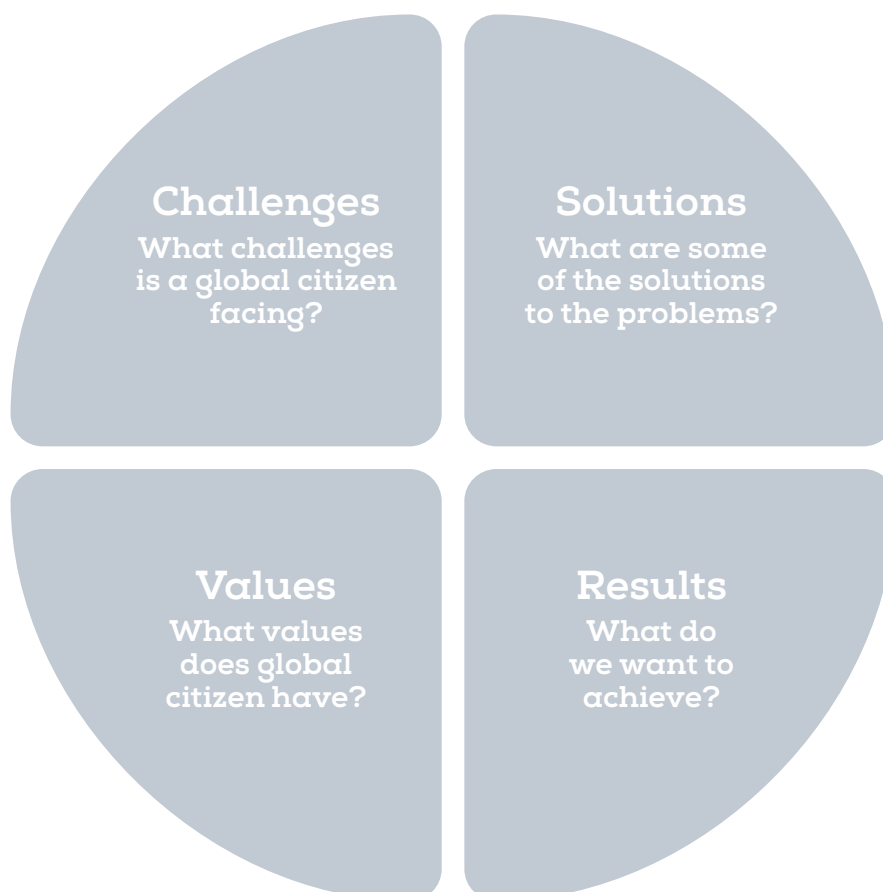 Challenges
What challenges
is a global citizen
facing?
Solutions
What are some
of the solutions
to the problems?
Values
What values
does global
citizen have?
Results
What do
we want to
achieve?